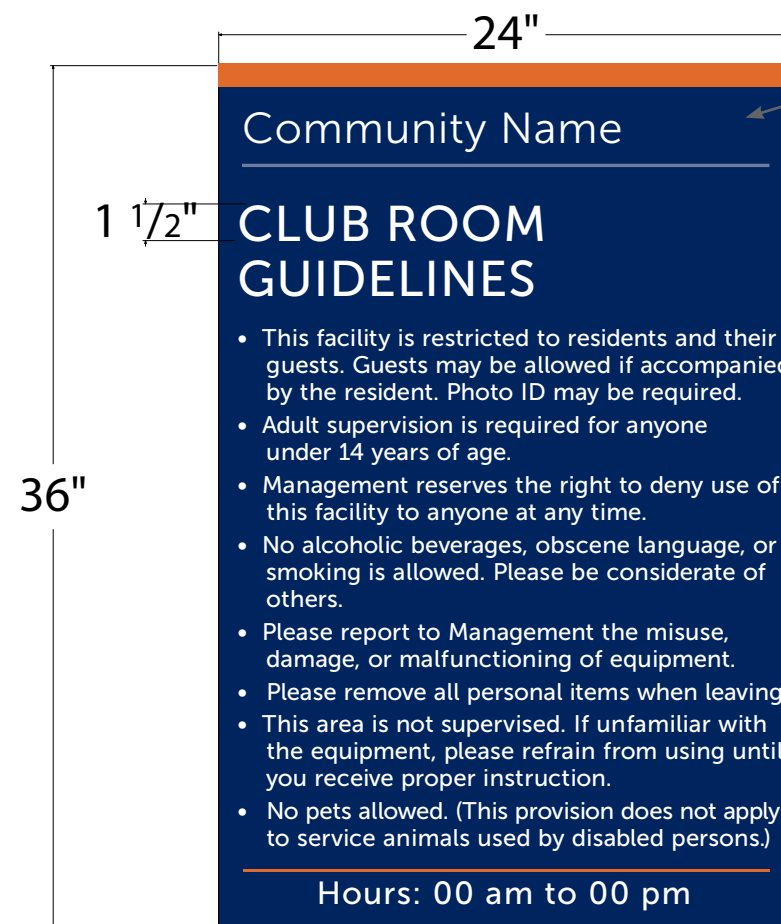 24"
Community Name
1 1/2"
CLUB ROOM
GUIDELINES
• This facility is restricted to residents and their
guests. Guests may be allowed if accompanied
by the resident. Photo ID may be required.
• Adult supervision is required for anyone
under 14 years of age.
• Management reserves the right to deny use of
this facility to anyone at any time.
36"
• No alcoholic beverages, obscene language, or
smoking is allowed. Please be considerate of
others.
• Please report to Management the misuse,
damage, or malfunctioning of equipment.
• Please remove all personal items when leaving
• This area is not supervised. If unfamiliar with
the equipment, please refrain from using until
you receive proper instruction.
• No pets allowed. (This provision does not apply
to service animals used by disabled persons.)
Hours: 00 am to 00 pm